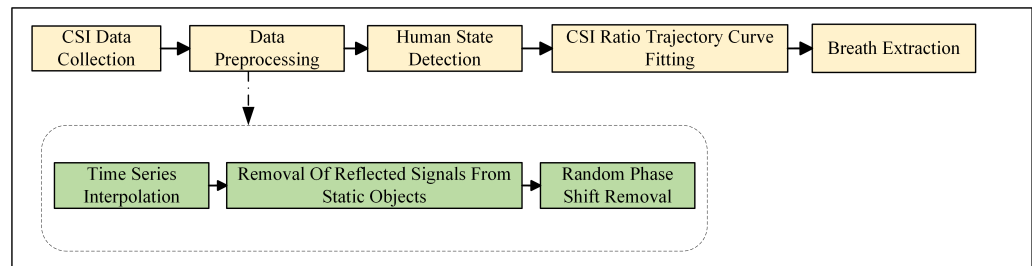 CSI Data
Collection
Data
Preprocessing
Human State
Detection
CSI Ratio Trajectory Curve
Fitting
Breath Extraction
Time Series
Interpolation
Removal Of Reflected Signals From
Static Objects
Random Phase
Shift Removal